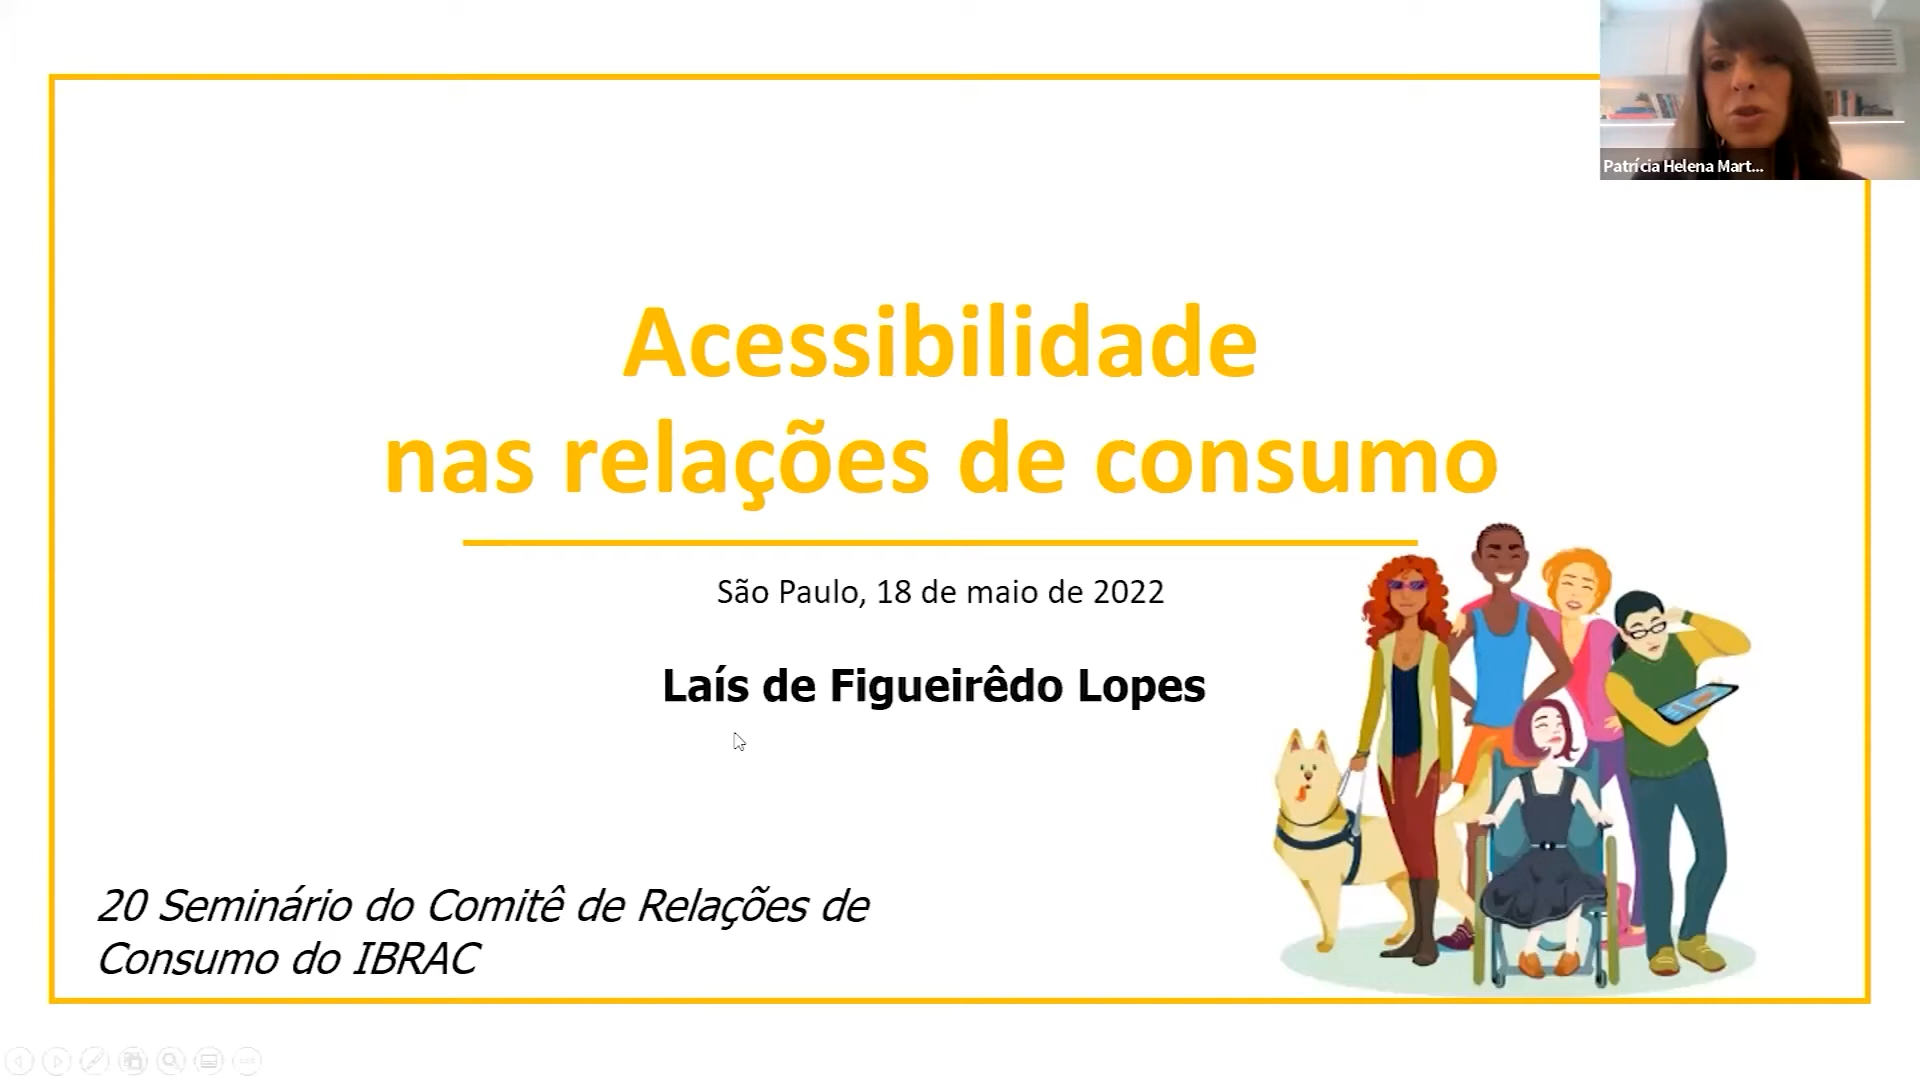 Patrícia Helena Mart...
Acessibilidade
nas relações de consumo
São Paulo, 18 de maio de 2022
Laís de Figueirêdo Lopes
20 Seminário do Comitê de Relações de
Consumo do IBRAC